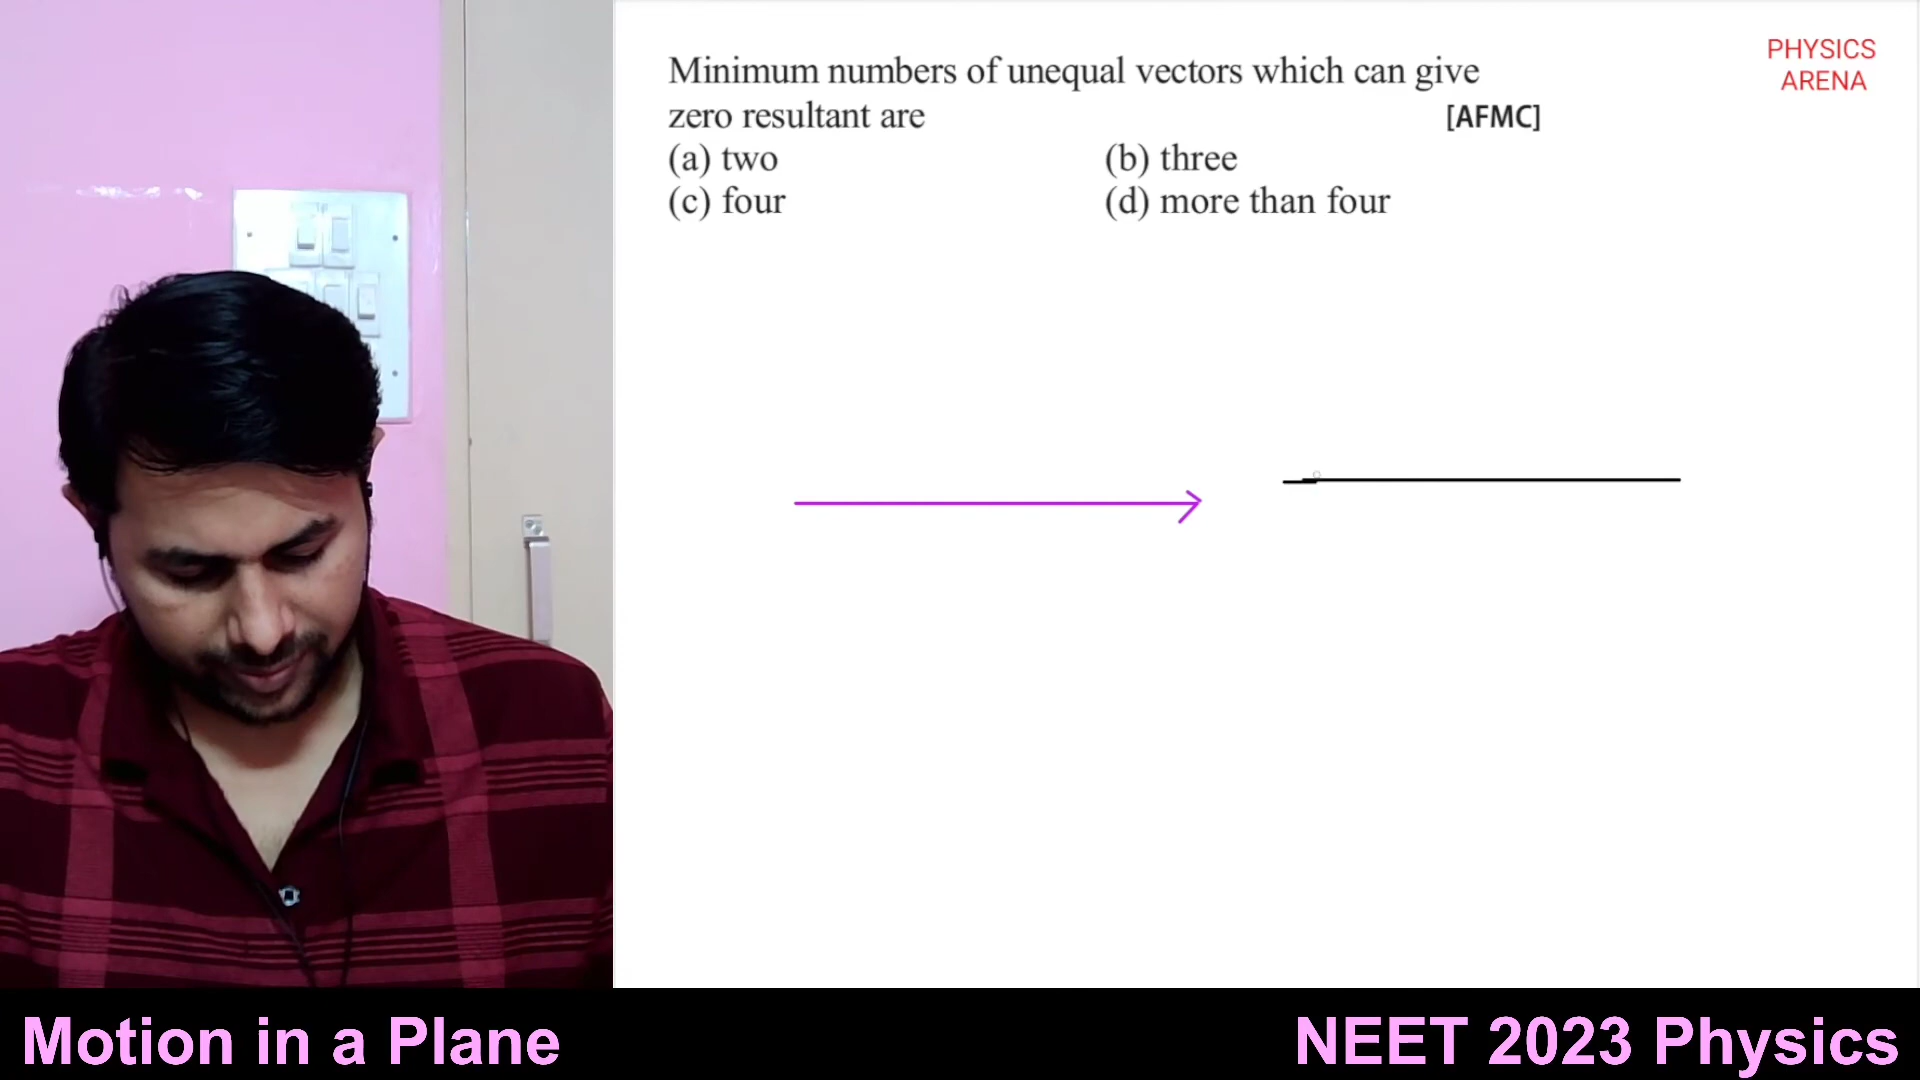 Minimum numbers of unequal vectors which can give
zero resultant are [AFMC]
(a) two (b) three
(c) four (d) more than four
PHYSICS
ARENA
Motion in a Plane
NEET 2023 Physics